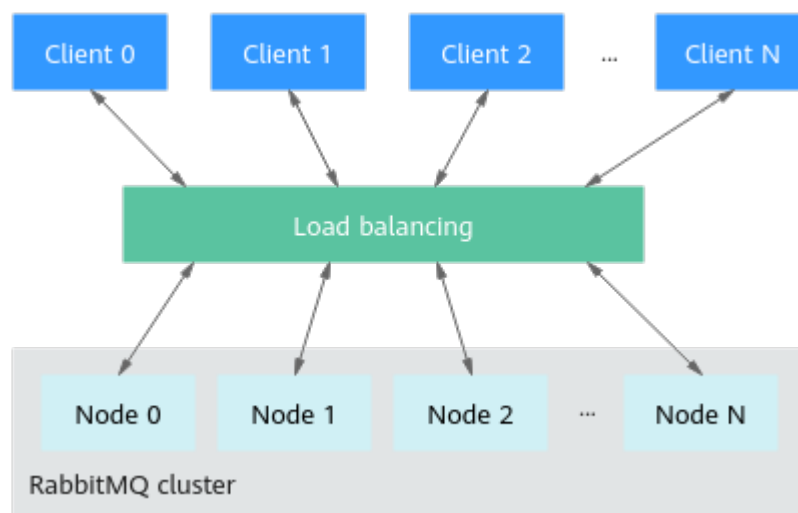 Client 0 Client 1 Client 2 ... Client N
Load balancing
Node 0 Node 1 Node 2 ... Node N
RabbitMQ cluster